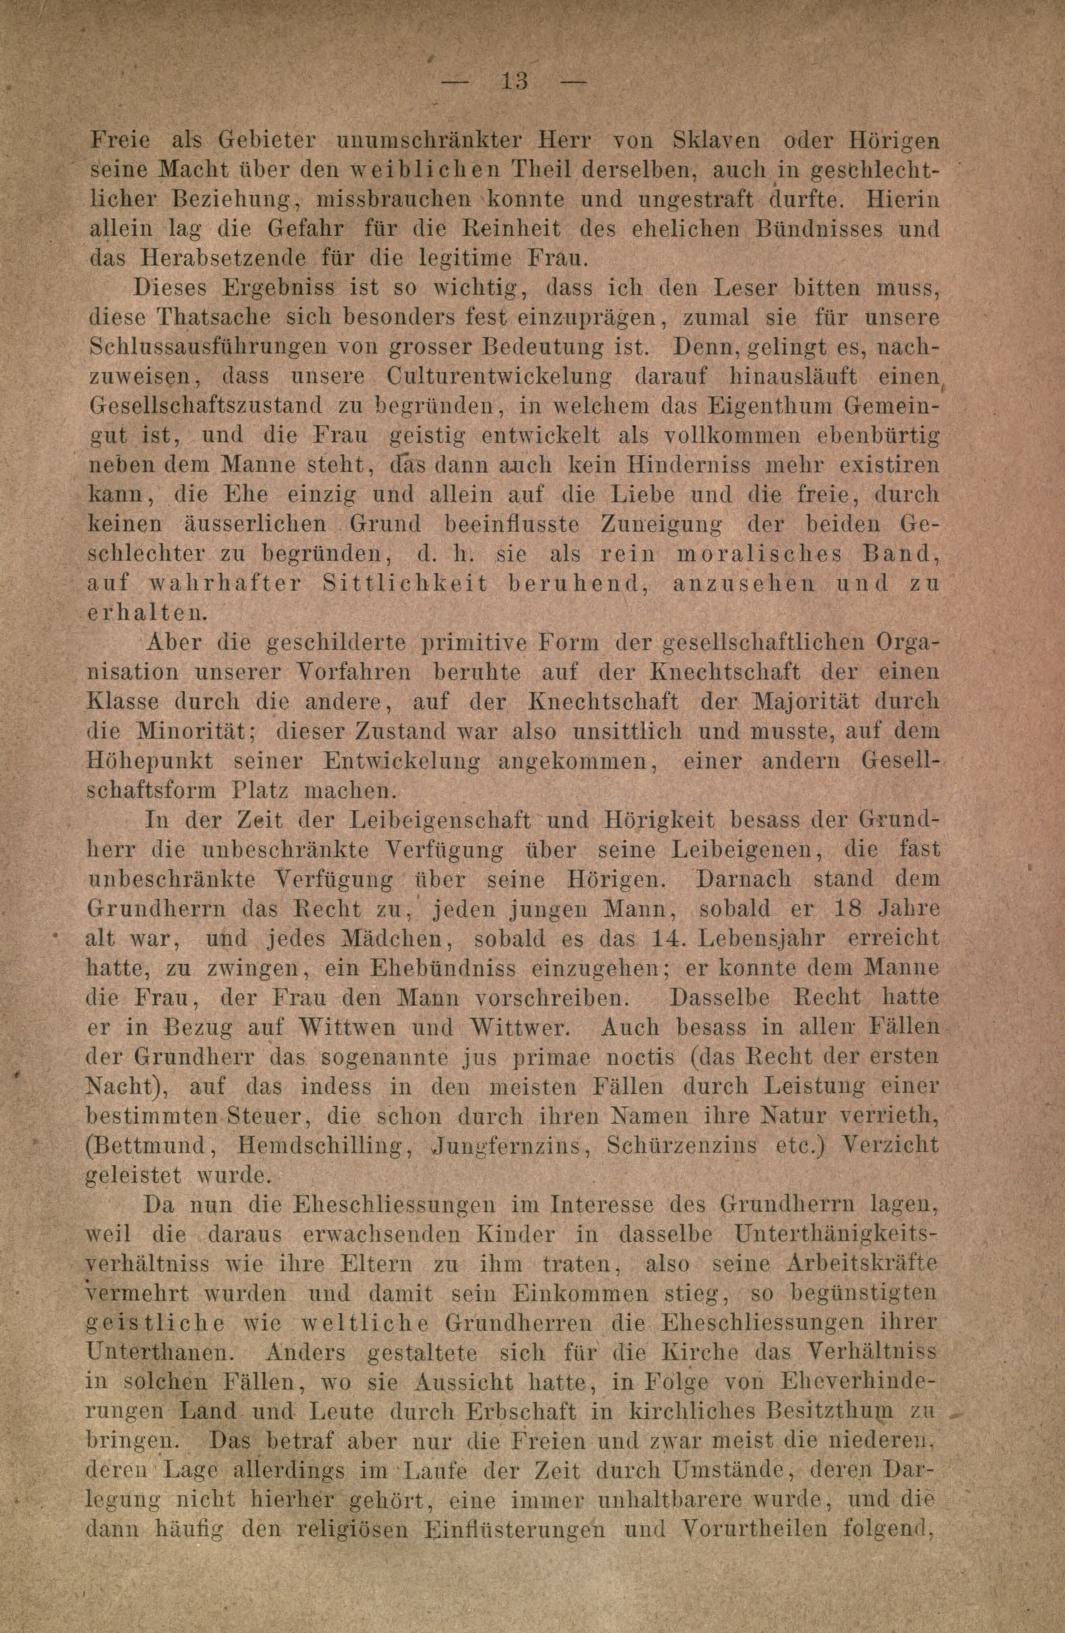 — 13 —
Freie als Gebieter unumschränkter Herr von Sklaven oder Hörigen
seine Macht über den weiblichen Theil derselben, auch in geschlecht-
licher Beziehung, missbrauchen konnte und ungestraft durfte. Hierin
allein lag die Gefahr für die Reinheit des ehelichen Bündnisses und
das Herabsetzende für die legitime Frau.
Dieses Ergebniss ist so wichtig, dass ich den Leser bitten muss,
diese Thatsache sich besonders fest einzuprägen, zumal sie für unsere
Schlussausführungen von grosser Bedeutung ist. Denn, gelingt es, nach-
zuweisen, dass unsere Culturentwickelung darauf hinausläuft einen
Gesellschaftszustand zu begründen, in welchem das Eigenthum Gemein-
gut ist, und die Frau geistig entwickelt als vollkommen ebenbürtig
neben dem Manne steht, das dann auch kein Hinderniss mehr existiren
kann, die Ehe einzig und allein auf die Liebe und die freie, durch
keinen äusserlichen Grund beeinflusste Zuneigung der beiden Ge-
schlechter zu begründen, d. h. sie als rein moralisches Band,
auf wahrhafter Sittlichkeit beruhend, anzusehen und zu
erhalten.
Aber die geschilderte primitive Form der gesellschaftlichen Orga-
nisation unserer Vorfahren beruhte auf der Knechtschaft der einen
Klasse durch die andere, auf der Knechtschaft der Majorität durch
die Minorität; dieser Zustand war also unsittlich und musste, auf dem
Höhepunkt seiner Entwickelung angekommen, einer andern Gesell-
schaftsform Platz machen.
In der Zeit der Leibeigenschaft und Hörigkeit besass der Grund-
herr die unbeschränkte Verfügung über seine Leibeigenen, die fast
unbeschränkte Verfügung über seine Hörigen. Darnach stand dem
Grundherrn das Recht zu, jeden jungen Mann, sobald er 18 Jahre
alt war, und jedes Mädchen, sobald es das 14. Lebensjahr erreicht
hatte, zu zwingen, ein Ehebündniss einzugehen; er konnte dem Manne
die Frau, der Frau den Mann vorschreiben. Dasselbe Recht hatte
er in Bezug auf Wittwen und Wittwer. Auch besass in allen Fällen
der Grundherr das sogenannte jus primae noctis (das Recht der ersten
Nacht), auf das indess in den meisten Fällen durch Leistung einer
bestimmten Steuer, die schon durch ihren Namen ihre Natur verrieth,
(Bettmund, Hemdschilling, Jungfernzins, Schürzenzins etc.) Verzicht
geleistet wurde.
Da nun die Eheschliessungen im Interesse des Grundherrn lagen,
weil die daraus erwachsenden Kinder in dasselbe Unterthänigkeits-
verhältniss wie ihre Eltern zu ihm traten, also seine Arbeitskräfte
vermehrt wurden und damit sein Einkommen stieg, so begünstigten
geistliche wie weltliche Grundherren die Eheschliessungen ihrer
Unterthanen. Anders gestaltete sich für die Kirche das Verhältniss
in solchen Fällen, wo sie Aussicht hatte, in Folge von Eheverhinde-
rungen Land und Leute durch Erbschaft in kirchliches Besitzthum zu
bringen. Das betraf aber nur die Freien und zwar meist die niederen,
deren Lage allerdings im Laufe der Zeit durch Umstände, deren Dar-
legung nicht hierher gehört, eine immer unhaltbarere wurde, und die
dann häufig den religiösen Einflüsterungen und Vorurtheilen folgend,